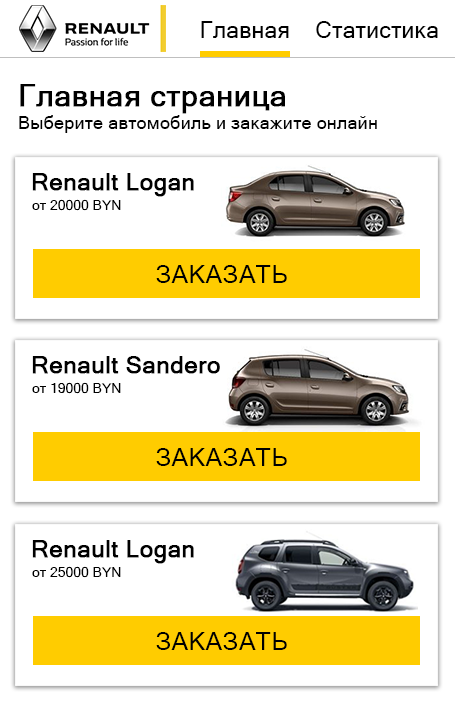 RENAULT
Passion for life
Главная Статистика
Главная страница
Выберите автомобиль и закажите онлайн
Renault Logan
от 20000 BYN
ЗАКАЗАТЬ
Renault Sandero
от 19000 BYN
ЗАКАЗАТЬ
Renault Logan
от 25000 BYN
ЗАКАЗАТЬ